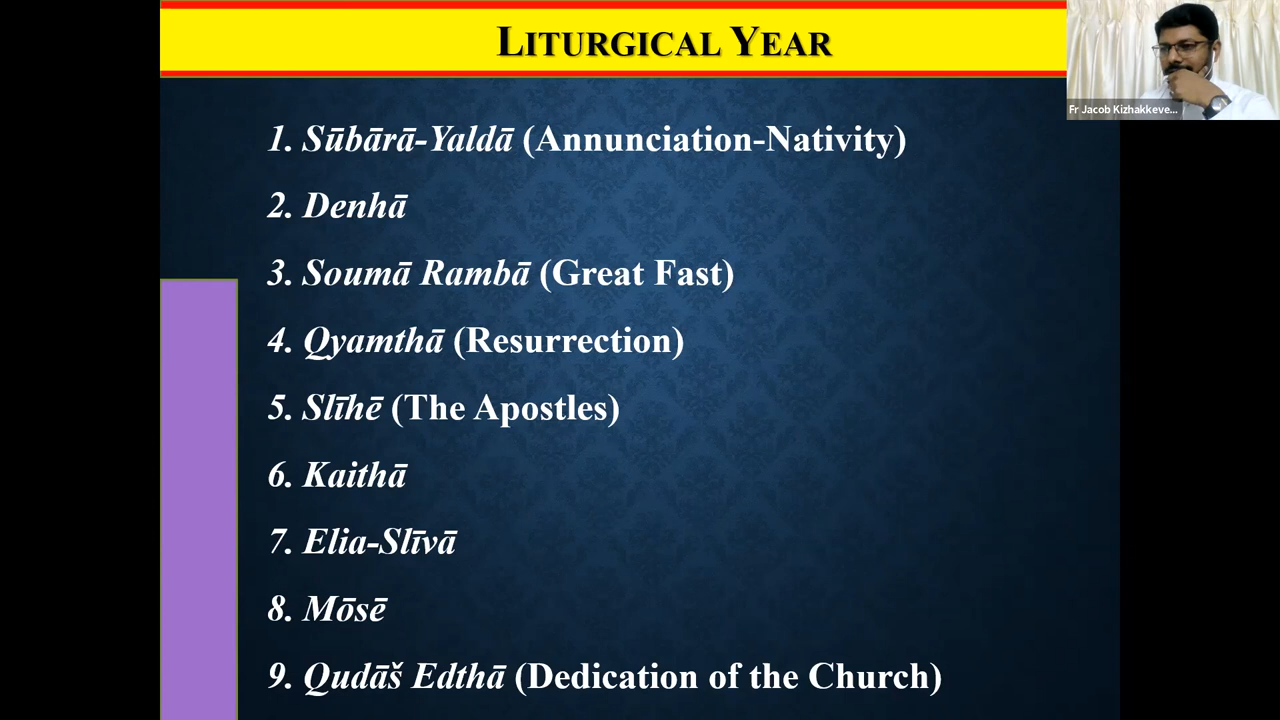 LITURGICAL YEAR
Fr Jacob Kizhakkeve...
1. Sūbārā-Yaldā (Annunciation-Nativity)
2. Denhā
3. Soumā Rambā (Great Fast)
4. Qyamthā (Resurrection)
5. Slīhē (The Apostles)
6. Kaithā
7. Elia-Slīvā
8. Mōsē
9. Qudāš Edthā (Dedication of the Church)